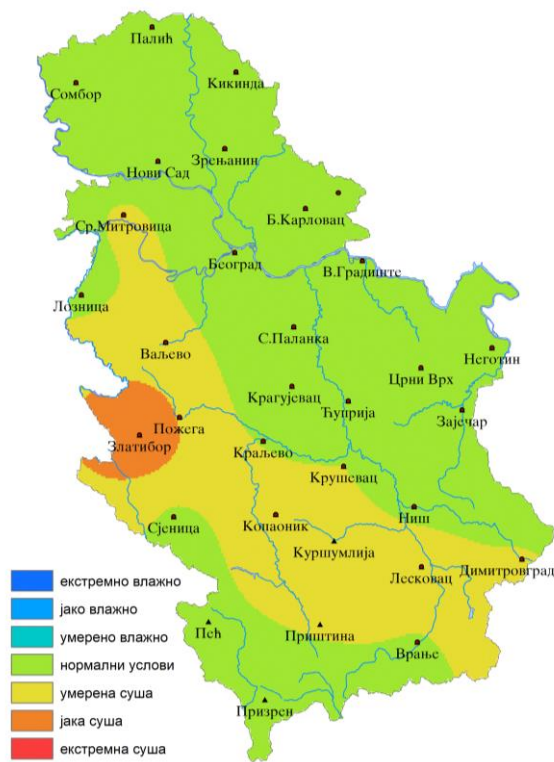 Палић
Кикинда
Сомбор
Зрењанин
Нови Сад
Б.Карловац
Ср.Митровица
Београд
В.Градиште
Лозница
С.Паланка
Ваљево
Неготин
Црни Врх
Крагујевац
Ћуприја
Зајечар
Пожега
Златибор
Краљево
Крушевац
Ниш
Копаоник
Сјеница
Куршумлија
Димитровград
Лесковац
Пећ
Приштина
Врање
Призрен
екстремно влажно
јако влажно
умерено влажно
нормални услови
умерена суша
јака суша
екстремна суша